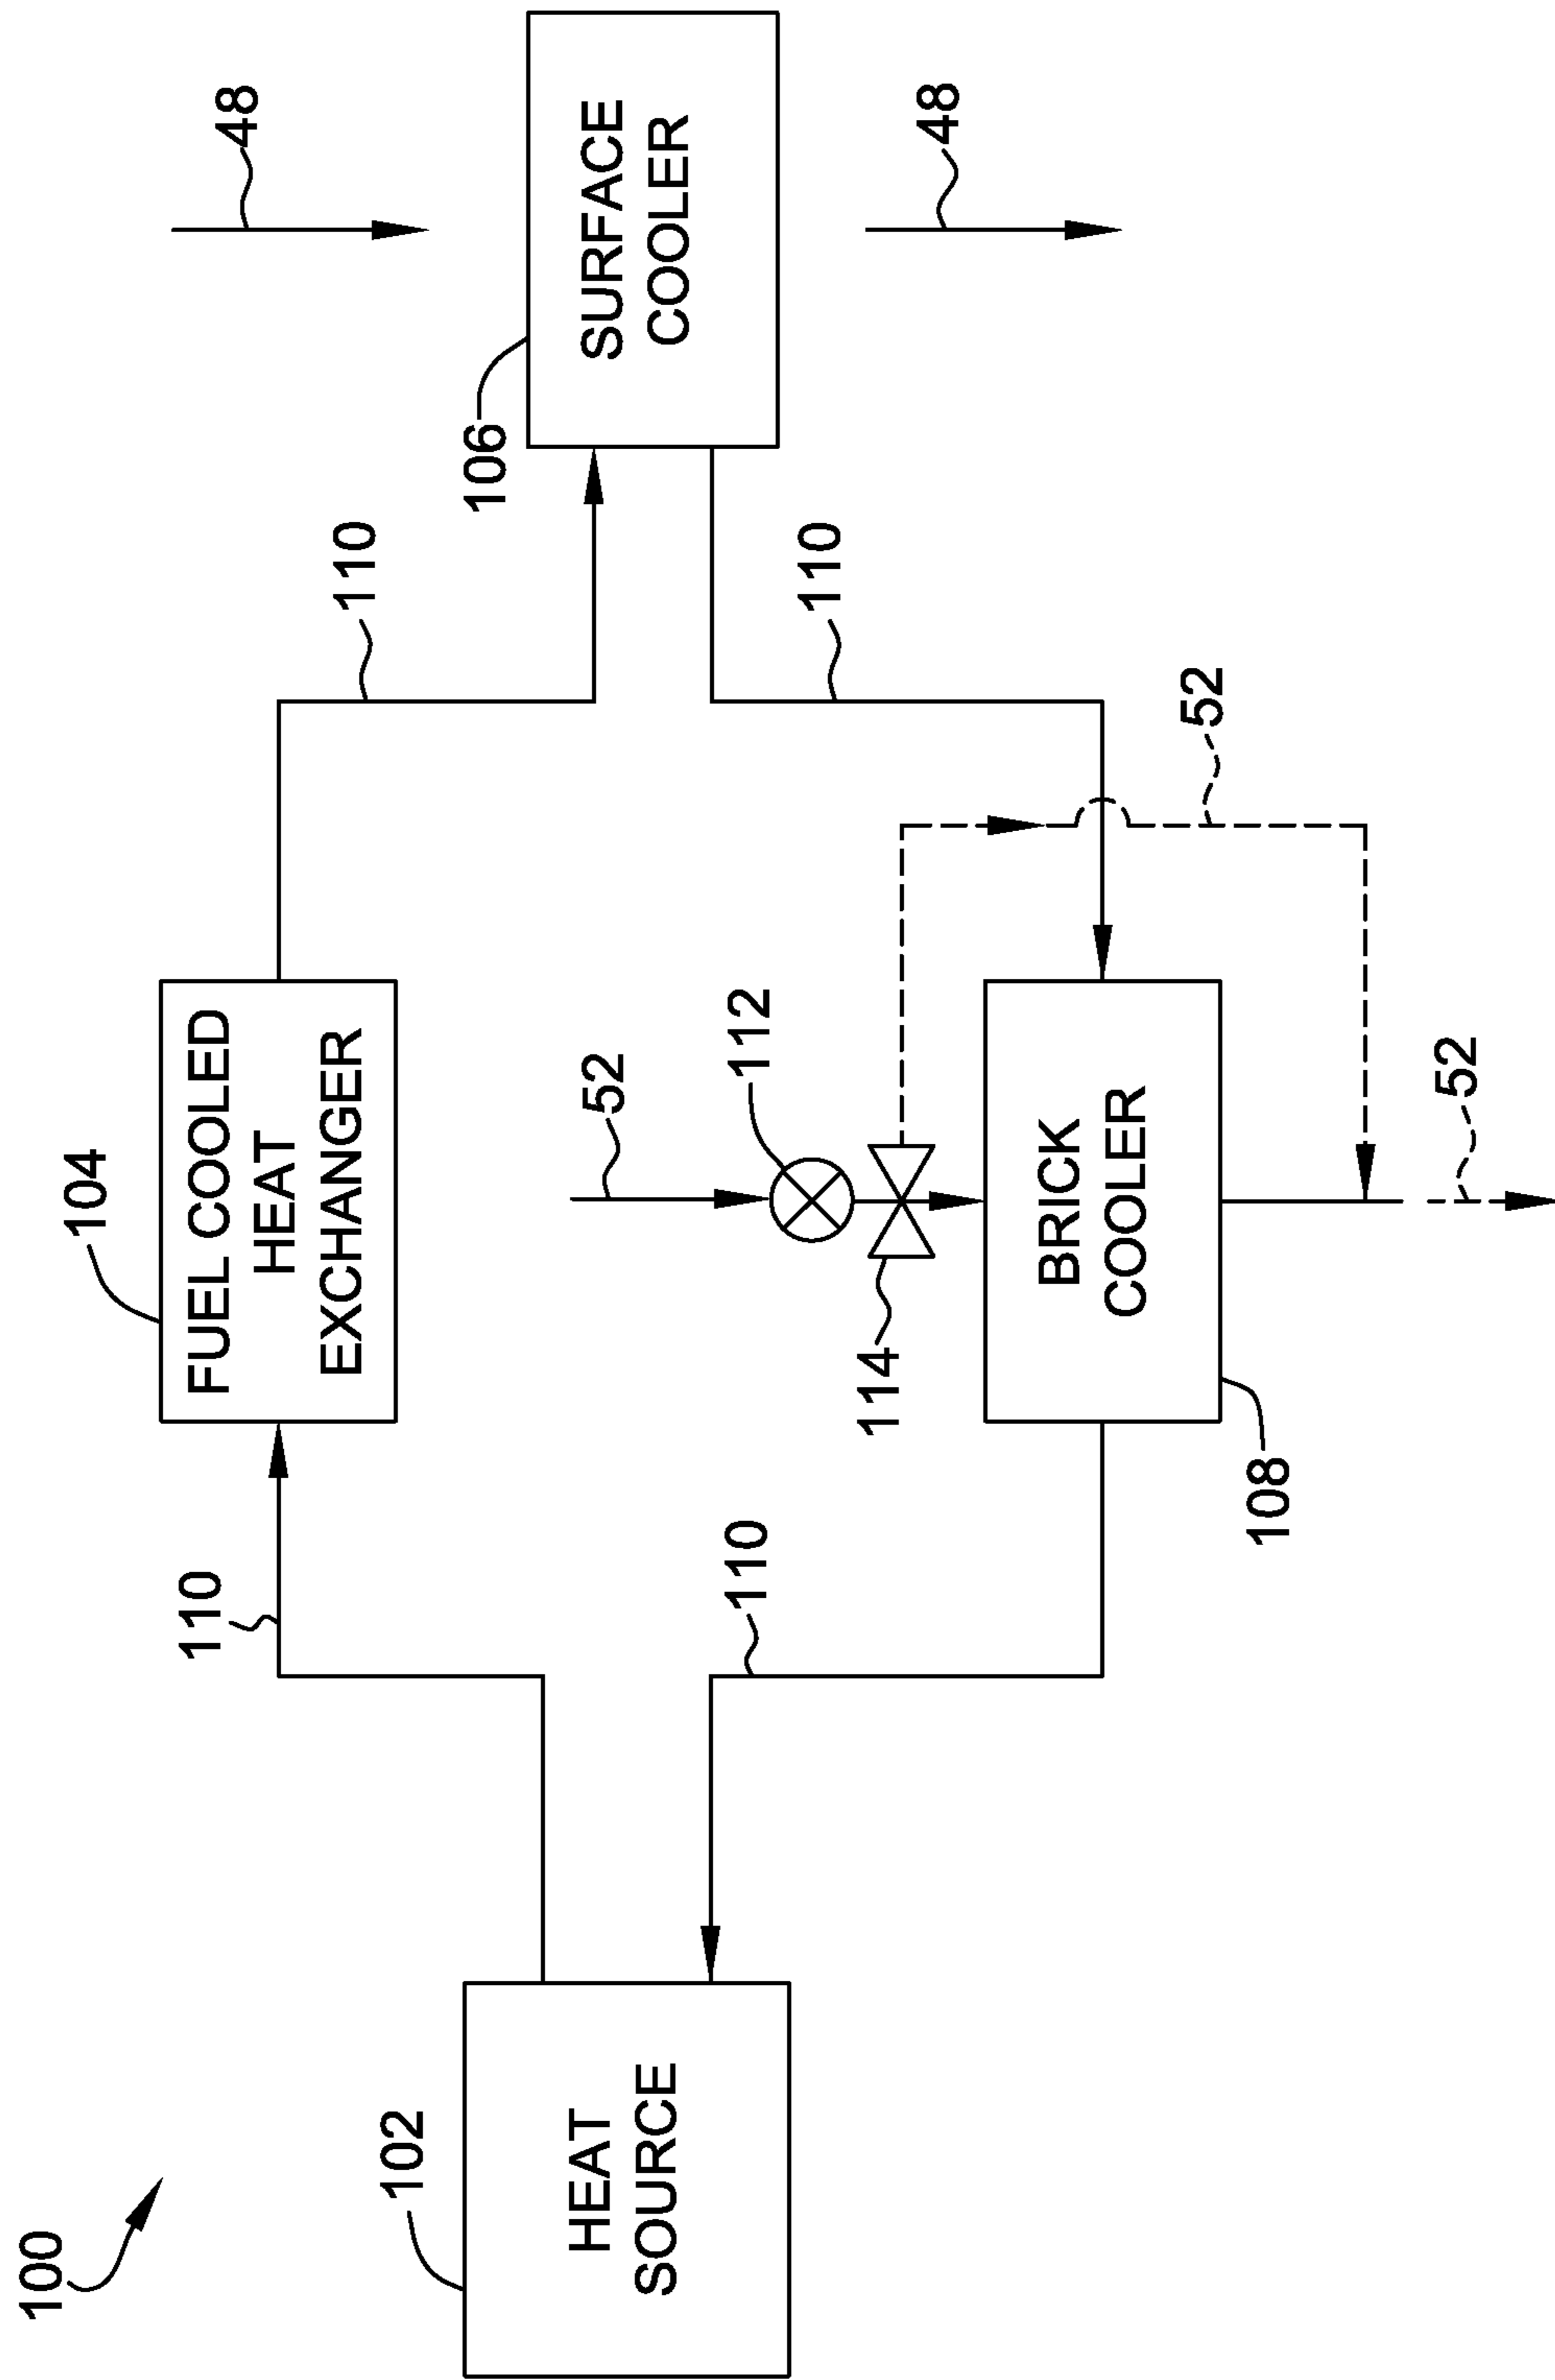 100
104
110
FUEL COOLED
HEAT
EXCHANGER
48
110
102
106
HEAT
SOURCE
52
SURFACE
COOLER
110
112
110
114
48
BRICK
COOLER
52
108
52